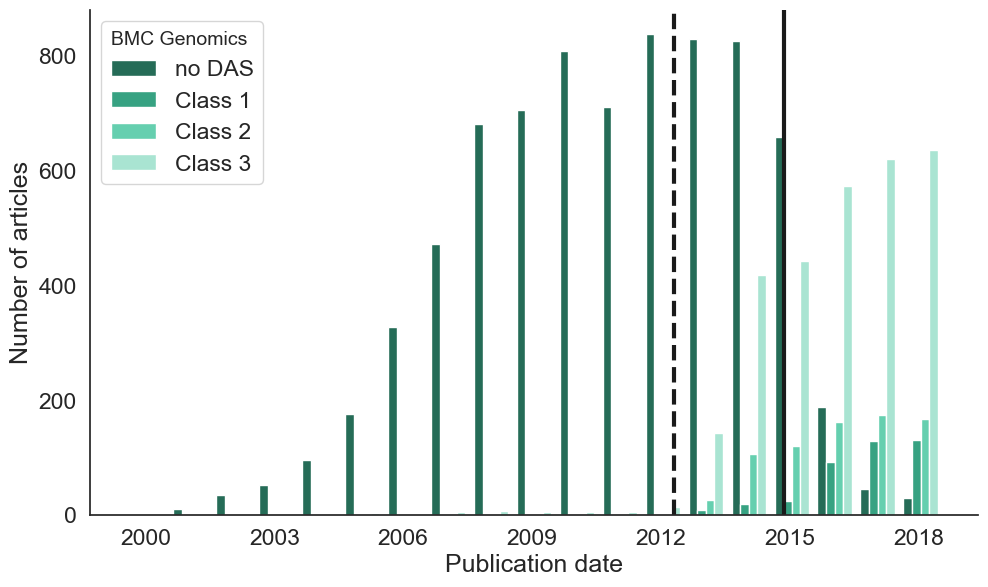 BMC Genomics
no DAS
Class 1
Class 2
Class 3
800
600
400
200
0
Number of articles
2000 2003 2006 2009 2012 2015 2018
Publication date